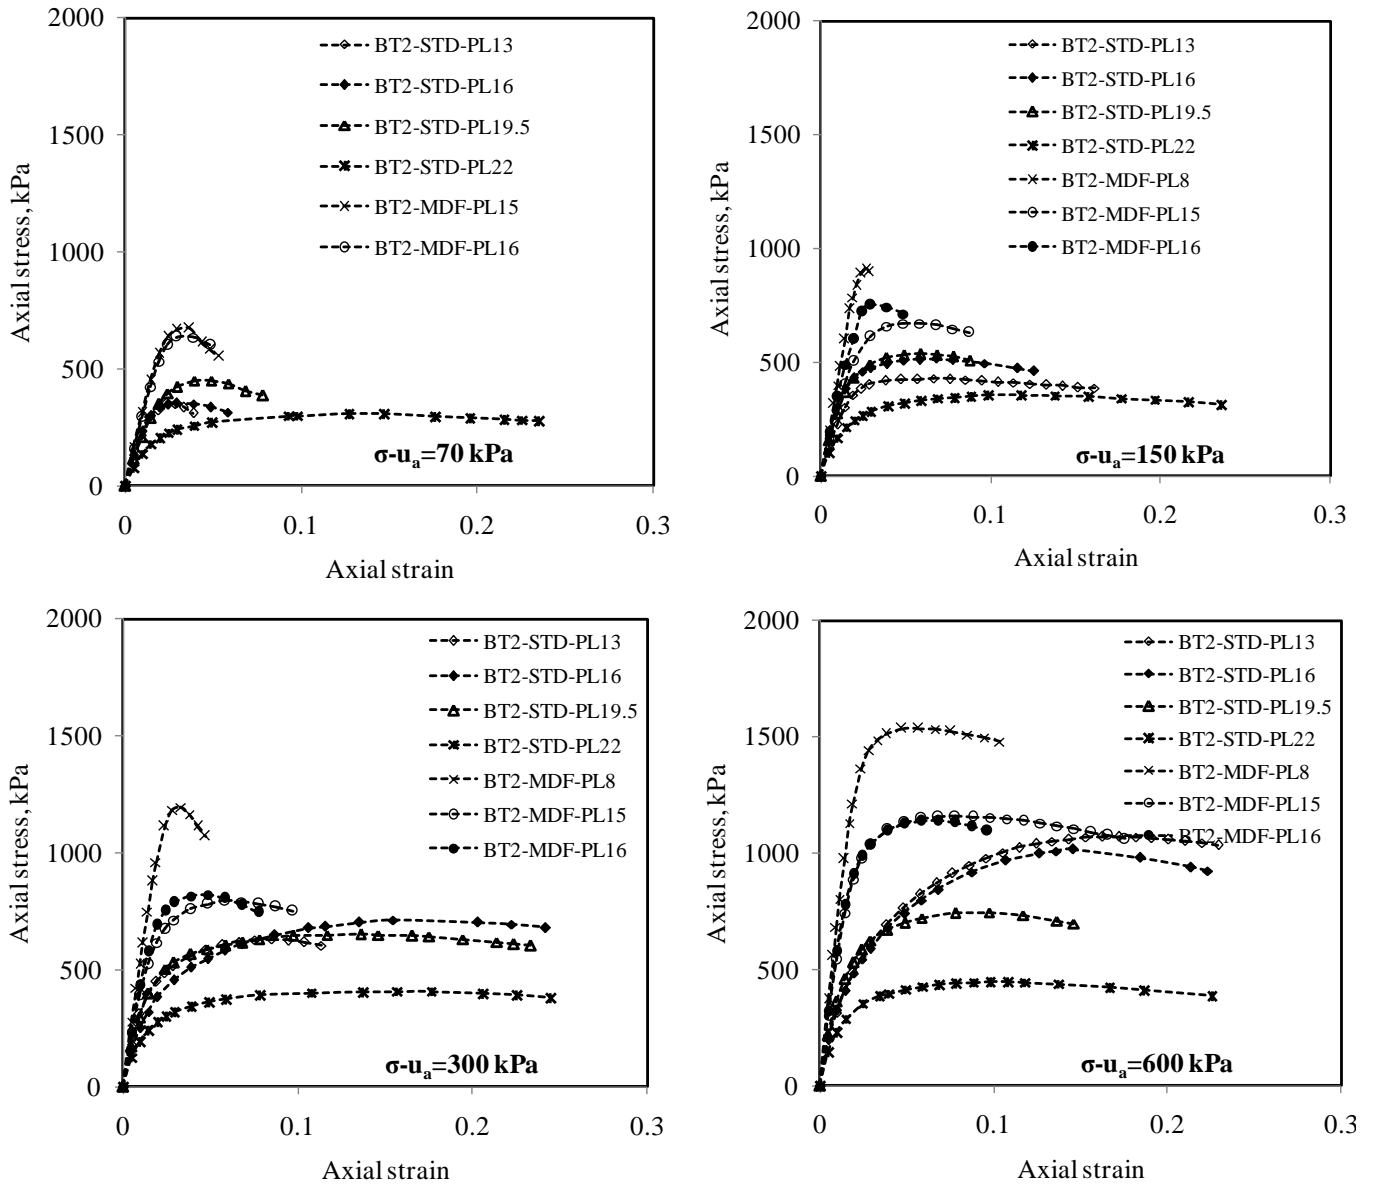 2000
1500
1000
500
0
Axial stress, kPa
BT2-STD-PL13
BT2-STD-PL16
BT2-STD-PL19.5
BT2-STD-PL22
BT2-MDF-PL15
BT2-MDF-PL16
σ-ua=70 kPa
0 0.1 0.2 0.3
Axial strain
2000
1500
1000
500
0
Axial stress, kPa
BT2-STD-PL13
BT2-STD-PL16
BT2-STD-PL19.5
BT2-STD-PL22
BT2-MDF-PL8
BT2-MDF-PL15
BT2-MDF-PL16
σ-ua=150 kPa
0 0.1 0.2 0.3
Axial strain
2000
1500
1000
500
0
Axial stress, kPa
BT2-STD-PL13
BT2-STD-PL16
BT2-STD-PL19.5
BT2-STD-PL22
BT2-MDF-PL8
BT2-MDF-PL15
BT2-MDF-PL16
σ-ua=300 kPa
0 0.1 0.2 0.3
Axial strain
2000
1500
1000
500
0
Axial stress, kPa
BT2-STD-PL13
BT2-STD-PL16
BT2-STD-PL19.5
BT2-STD-PL22
BT2-MDF-PL8
BT2-MDF-PL15
BT2-MDF-PL16
σ-ua=600 kPa
0 0.1 0.2 0.3
Axial strain